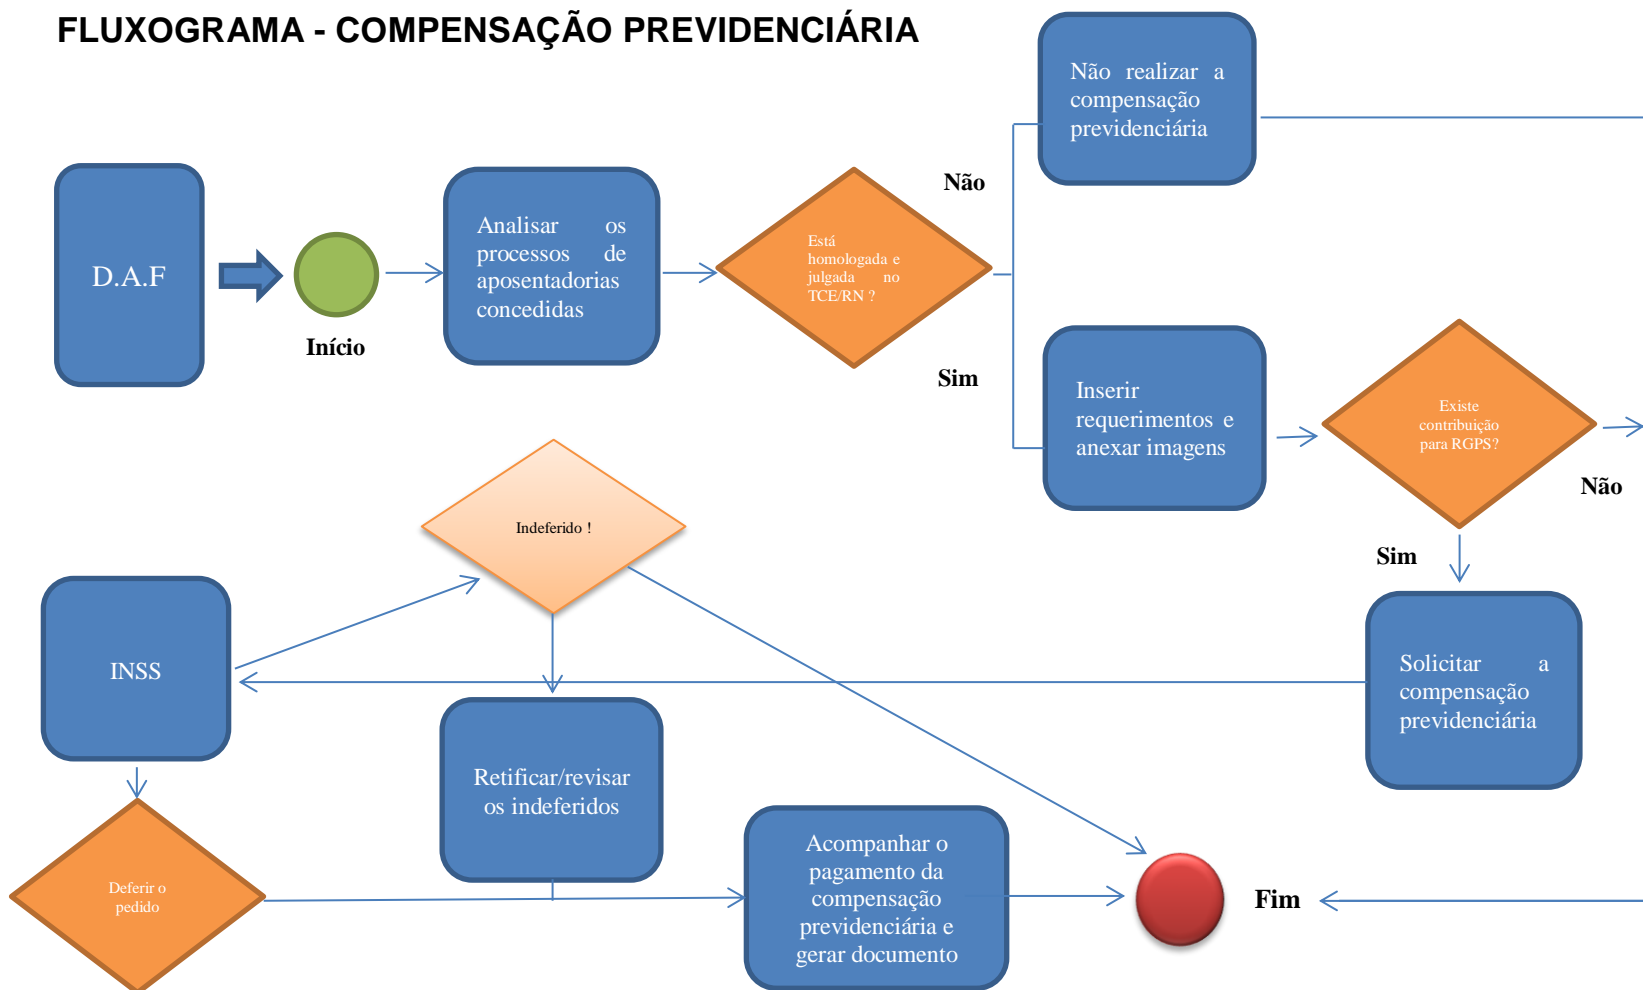 FLUXOGRAMA - COMPENSAÇÃO PREVIDENCIÁRIA
Não realizar a
compensação
previdenciária
D.A.F
Início
Analisar os
processos de
aposentadorias
concedidas
Está
homologada e
julgada no
TCE/RN ?
Não
Sim
Inserir
requerimentos e
anexar imagens
Existe
contribuição
para RGPS?
Não
Sim
Indeferido !
INSS
Solicitar a
compensação
previdenciária
Retificar/revisar
os indeferidos
Deferir o
pedido
Acompanhar o
pagamento da
compensação
previdenciária e
gerar documento
Fim